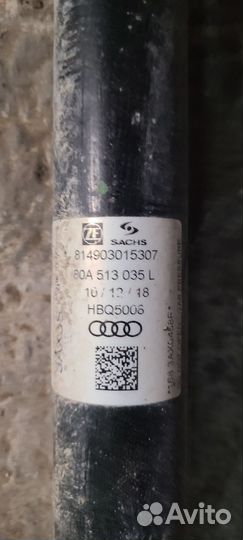 ZF SACHS
814903015307
80A 513 035 L
10 / 12 / 18
HBQ5006
Avito